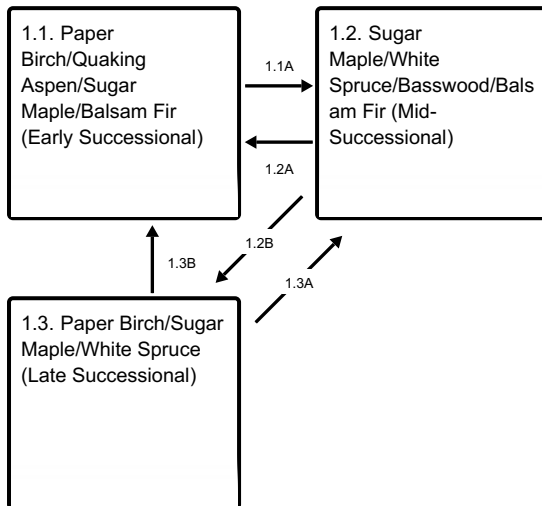 1.1. Paper
Birch/Quaking
Aspen/Sugar
Maple/Balsam Fir
(Early Successional)
1.1A
1.2. Sugar
Maple/White
Spruce/Basswood/Bals
am Fir (Mid-
Successional)
1.2A
1.2B
1.3B
1.3A
1.3. Paper Birch/Sugar
Maple/White Spruce
(Late Successional)